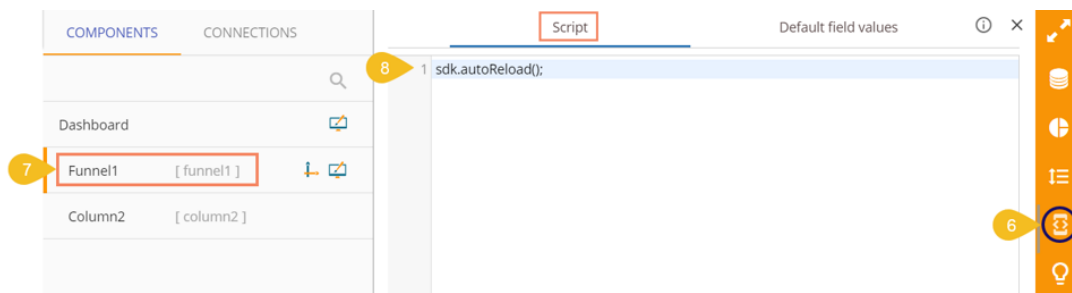 COMPONENTS CONNECTIONS
Script Default field values
8 1 sdk.autoReload();
Dashboard
7 Funnel1 [ funnel1 ]
Column2 [ column2 ]
6